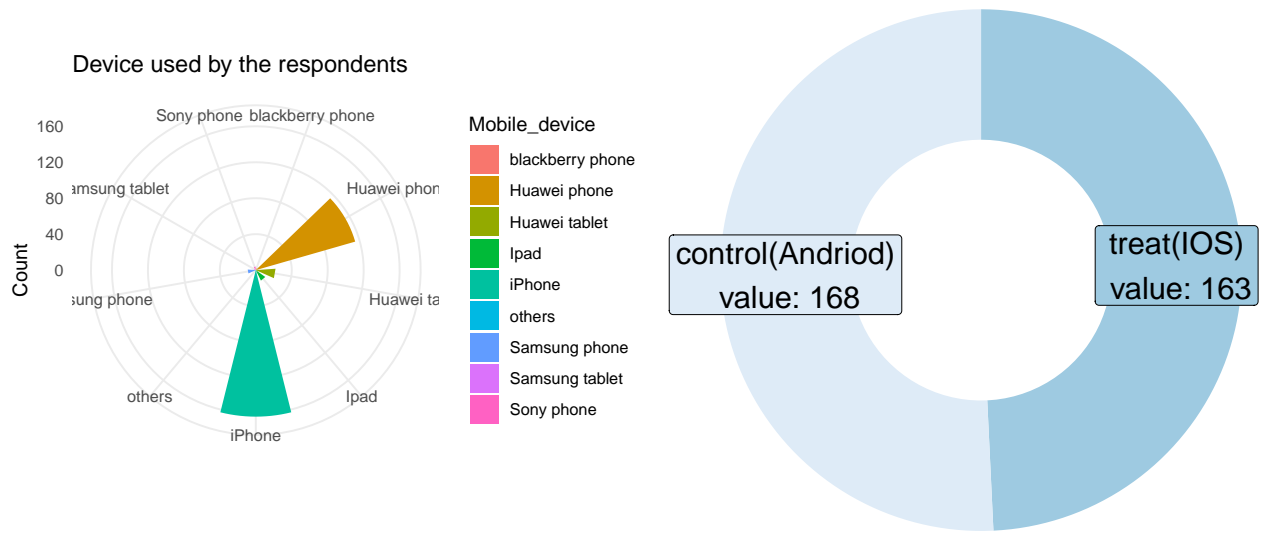 Device used by the respondents
Sony phone
blackberry phone
160
120
80
40
0
Count
amsung tablet
Huawei phon
sung phone
Huawei ta
others
Ipad
iPhone
Mobile_device
blackberry phone
Huawei phone
Huawei tablet
Ipad
iPhone
others
Samsung phone
Samsung tablet
Sony phone
control(Andriod)
value: 168
treat(IOS)
value: 163